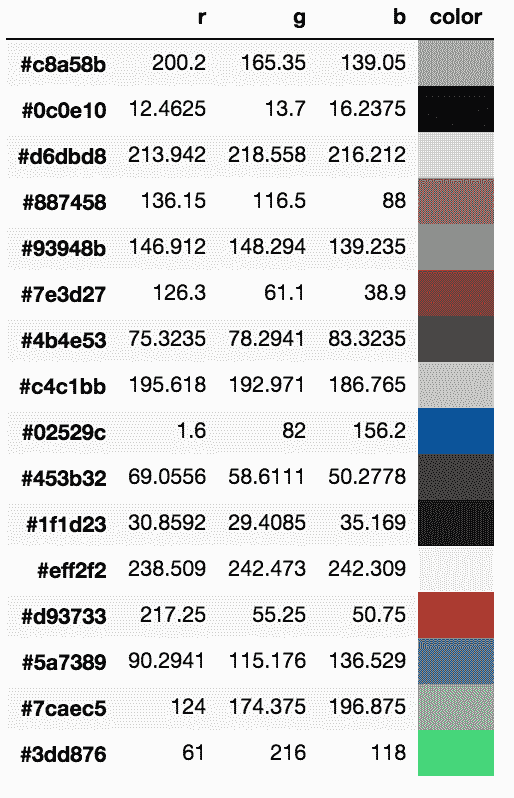 r g b color
#c8a58b 200.2 165.35 139.05
#0c0e10 12.4625 13.7 16.2375
#d6dbd8 213.942 218.558 216.212
#887458 136.15 116.5 88
#93948b 146.912 148.294 139.235
#7e3d27 126.3 61.1 38.9
#4b4e53 75.3235 78.2941 83.3235
#c4c1bb 195.618 192.971 186.765
#02529c 1.6 82 156.2
#453b32 69.0556 58.6111 50.2778
#1f1d23 30.8592 29.4085 35.169
#eff2f2 238.509 242.473 242.309
#d93733 217.25 55.25 50.75
#5a7389 90.2941 115.176 136.529
#7caec5 124 174.375 196.875
#3dd876 61 216 118